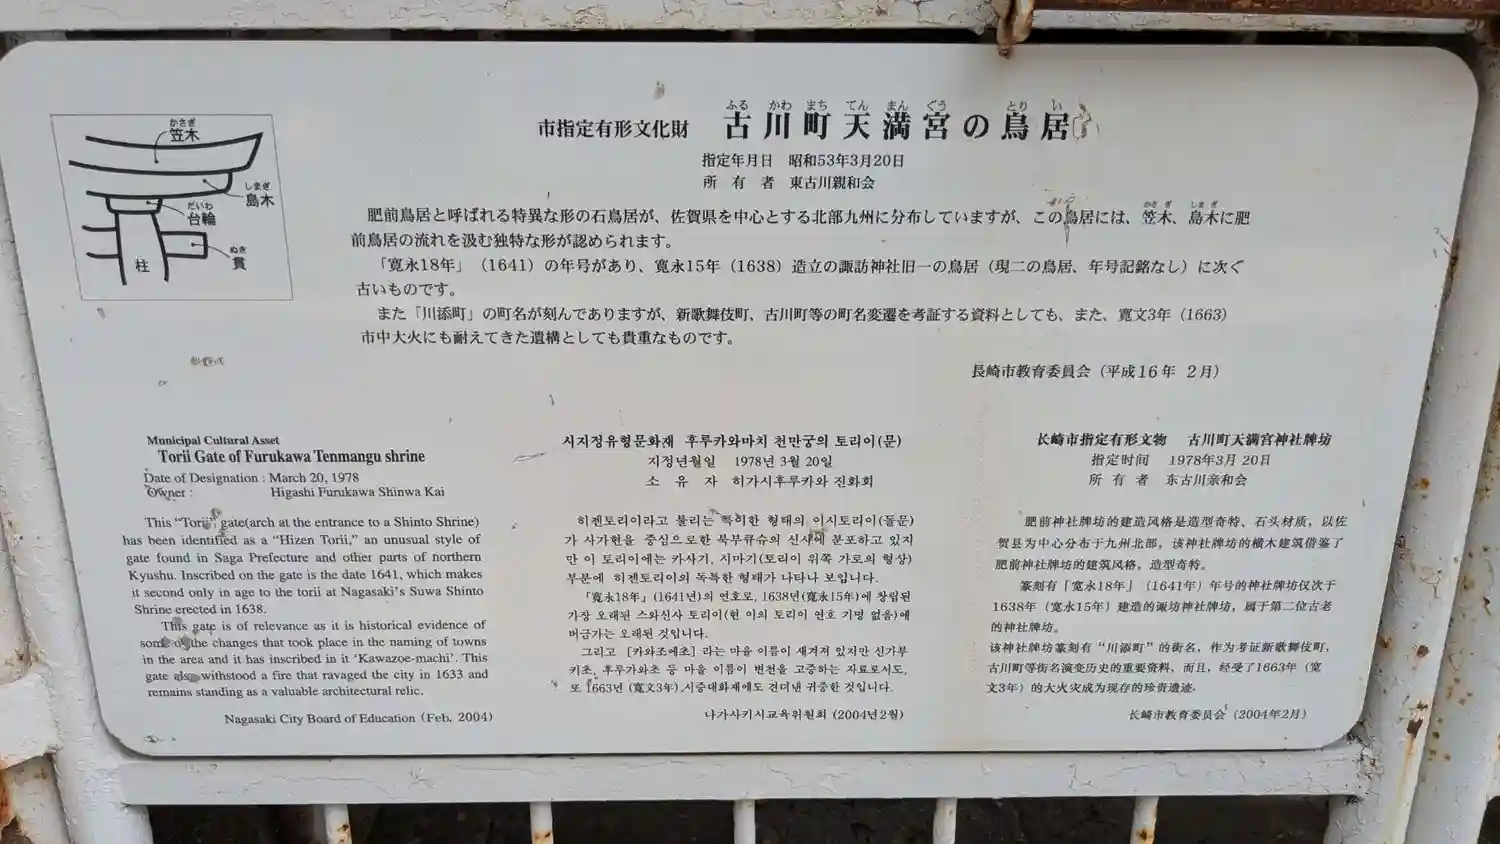 市指定有形文化財 古川町天満宮の鳥居
ふる かわ まち てん まん ぐう とり い
指定年月日 昭和53年3月20日
所有者 東古川親和会
かさぎ
笠木
しまぎ
島木
だいわ
台輪
ぬき
貫
柱
肥前鳥居と呼ばれる特異な形の石鳥居が、佐賀県を中心とする北部九州に分布していますが、この鳥居には、笠木、島木に肥
かさ ぎ しま ぎ
前鳥居の流れを汲む独特な形が認められます。
「寛永18年」(1641)の年号があり、寛永15年(1638)造立の諏訪神社旧一の鳥居(現二の鳥居、年号記銘なし)に次ぐ
古いものです。
また「川添町」の町名が刻んでありますが、新歌舞伎町、古川町等の町名変遷を考証する資料としても、また、寛文3年(1663)
市中大火にも耐えてきた遺構としても貴重なものです。
長崎市教育委員会(平成16年 2月)
Municipal Cultural Asset
Torii Gate of Furukawa Tenmangu shrine
Date of Designation : March 20, 1978
Owner : Higashi Furukawa Shinwa Kai
This "Torii" gate(arch at the entrance to a Shinto Shrine)
has been identified as a "Hizen Torii," an unusual style of
gate found in Saga Prefecture and other parts of northern
Kyushu. Inscribed on the gate is the date 1641, which makes
it second only in age to the torii at Nagasaki's Suwa Shinto
Shrine erected in 1638.
This gate is of relevance as it is historical evidence of
some of the changes that took place in the naming of towns
in the area and it has inscribed in it 'Kawazoe-machi'. This
gate also withstood a fire that ravaged the city in 1633 and
remains standing as a valuable architectural relic.
Nagasaki City Board of Education (Feb. 2004)
시지정유형문화재 후루카와마치 천만궁의 토리이(문)
지정년월일 1978년 3월 20일
소 유 자 히가시후루카와 진화회
히젠토리이라고 불리는 특이한 형태의 이시토리이(돌문)
가 사가현을 중심으로한 북부큐슈의 신사에 분포하고 있지
만 이 토리이에는 카사기, 시마기(토리이 위쪽 가로의 형상)
부분에 히젠토리이의 독특한 형태가 나타나 보입니다.
「寛永18年」(1641년)의 연호로, 1638년(寛永15年)에 창립된
가장 오래된 스와신사 토리이(현 이의 토리이 연호 기명 없음)에
버금가는 오래된 것입니다.
그리고 [카와조에초] 라는 마을 이름이 새겨져 있지만 신가부
키초, 후루가와초 등 마을 이름이 변천을 고증하는 자료로서도,
또 1663년 (寛文3年),시중대화재에도 견뎌낸 귀중한 것입니다.
나가사키시교육위원회 (2004년 2월)
长崎市指定有形文物 古川町天满宫神社牌坊
指定时间 1978年3月 20日
所有者 东古川亲和会
肥前神社牌坊的建造风格是造型奇特、石头材质，以佐
贺县为中心分布于九州北部，该神社牌坊的横木建筑借鉴了
肥前神社牌坊的建筑风格，造型奇特。
篆刻有「寛永18年」(1641年) 年号的神社牌坊仅次于
1638年 (寛永15年) 建造的诹坊神社牌坊，属于第二位古老
的神社牌坊。
该神社牌坊篆刻有"川添町"的街名，作为考证新歌舞伎町，
古川町等街名演变历史的重要资料，而且，经受了1663年 (寛
文3年) 的大火灾成为现存的珍贵遗迹。
长崎市教育委员会 (2004年2月)